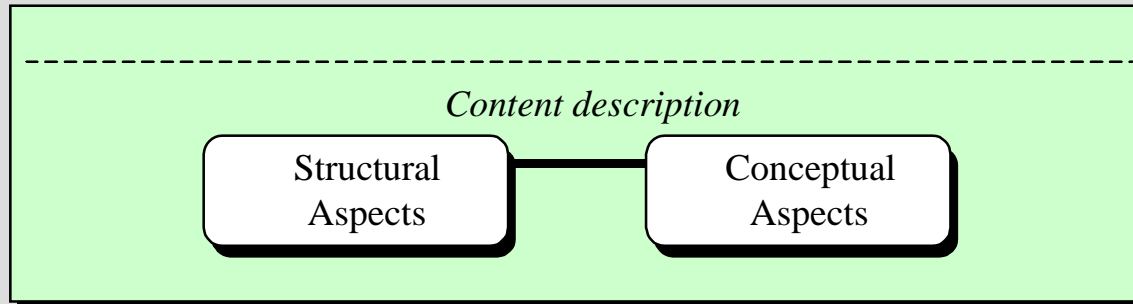 Content description
Structural
Aspects
Conceptual
Aspects